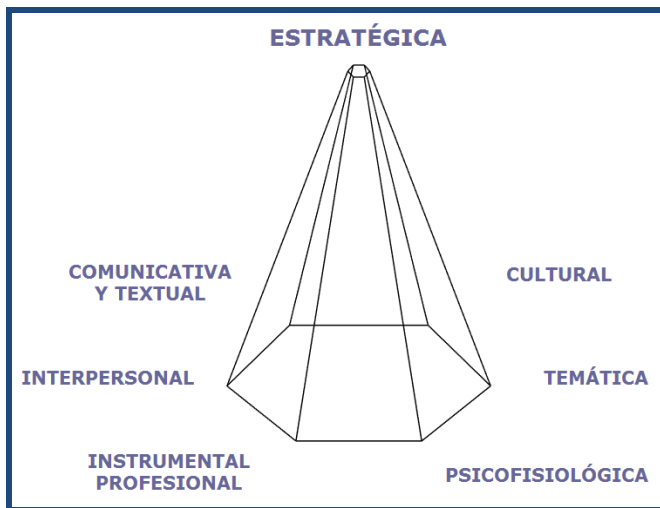 ESTRATÉGICA
COMUNICATIVA
Y TEXTUAL
CULTURAL
INTERPERSONAL
TEMÁTICA
INSTRUMENTAL
PROFESIONAL
PSICOFISIOLÓGICA